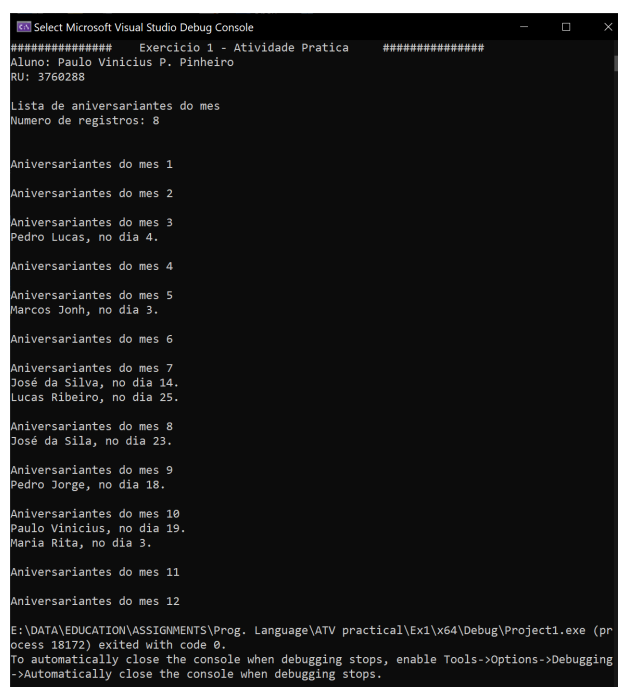 Select Microsoft Visual Studio Debug Console
############### Exercicio 1 - Atividade Pratica ###############
Aluno: Paulo Vinicius P. Pinheiro
RU: 3760288
Lista de aniversariantes do mes
Numero de registros: 8
Aniversariantes do mes 1
Aniversariantes do mes 2
Aniversariantes do mes 3
Pedro Lucas, no dia 4.
Aniversariantes do mes 4
Aniversariantes do mes 5
Marcos Jonh, no dia 3.
Aniversariantes do mes 6
Aniversariantes do mes 7
José da Silva, no dia 14.
Lucas Ribeiro, no dia 25.
Aniversariantes do mes 8
José da Sila, no dia 23.
Aniversariantes do mes 9
Pedro Jorge, no dia 18.
Aniversariantes do mes 10
Paulo Vinicius, no dia 19.
Maria Rita, no dia 3.
Aniversariantes do mes 11
Aniversariantes do mes 12
E:\DATA\EDUCATION\ASSIGNMENTS\Prog. Language\ATV practical\Ex1\x64\Debug\Project1.exe (pr
ocess 18172) exited with code 0.
To automatically close the console when debugging stops, enable Tools->Options->Debugging
->Automatically close the console when debugging stops.